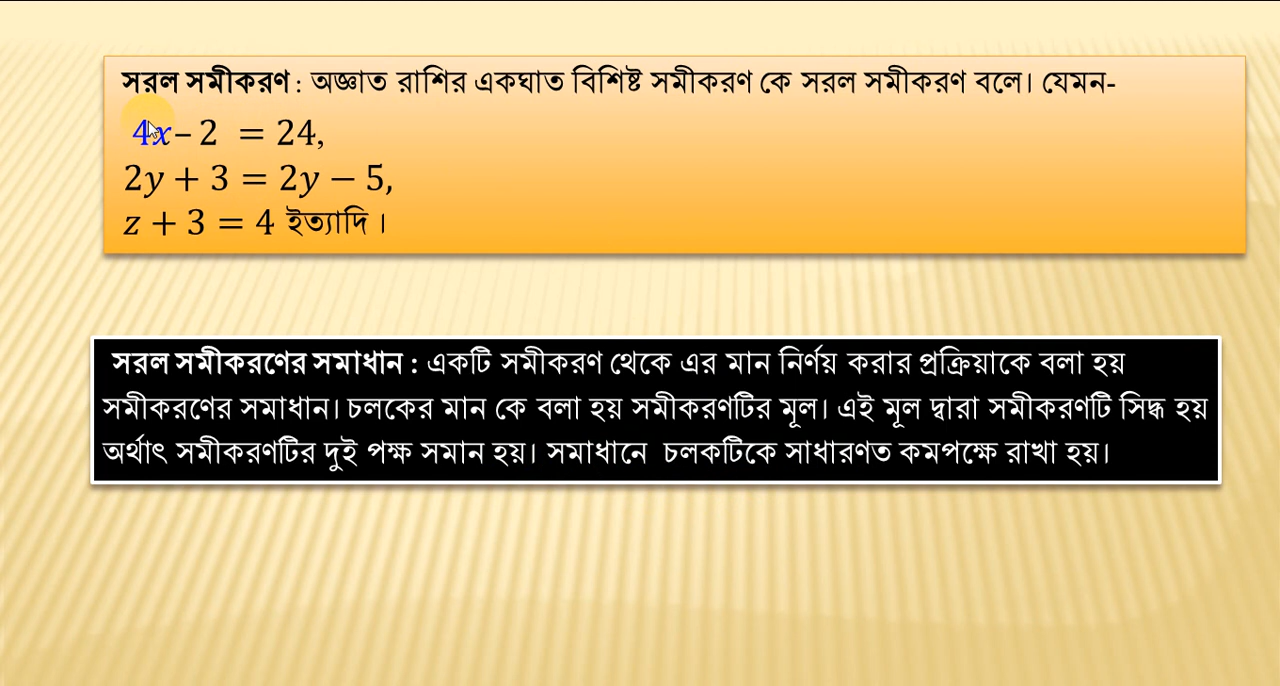 সরল সমীকরণ : অজ্ঞাত রাশির একঘাত বিশিষ্ট সমীকরণ কে সরল সমীকরণ বলে। যেমন-
4x – 2 = 24,
2y + 3 = 2y − 5,
z + 3 = 4 ইত্যাদি ।
সরল সমীকরণের সমাধান : একটি সমীকরণ থেকে এর মান নির্ণয় করার প্রক্রিয়াকে বলা হয়
সমীকরণের সমাধান। চলকের মান কে বলা হয় সমীকরণটির মূল। এই মূল দ্বারা সমীকরণটি সিদ্ধ হয়
অর্থাৎ সমীকরণটির দুই পক্ষ সমান হয়। সমাধানে চলকটিকে সাধারণত কমপক্ষে রাখা হয়।